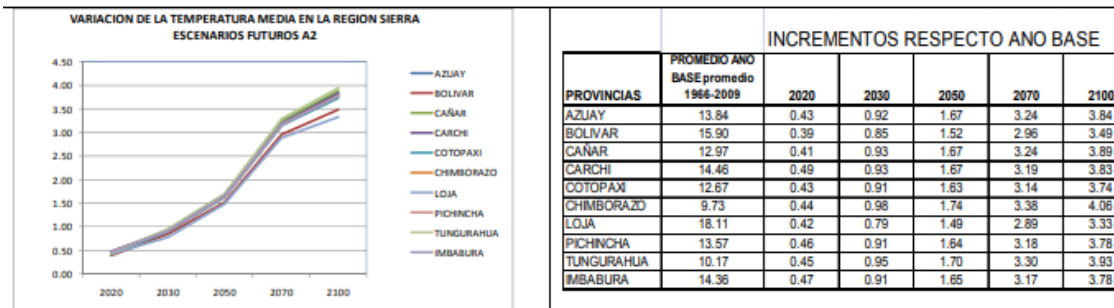 VARIACION DE LA TEMPERATURA MEDIA EN LA REGION SIERRA
ESCENARIOS FUTUROS A2
4.50
4.00
3.50
3.00
2.50
2.00
1.50
1.00
0.50
0.00
2020 2030 2050 2070 2100
AZUAY
BOLIVAR
CAÑAR
CARCHI
COTOPAXI
CHIMBORAZO
LOJA
PICHINCHA
TUNGURAHUA
IMBABURA
INCREMENTOS RESPECTO ANO BASE
PROMEDIO ANO
BASE promedio
PROVINCIAS 1966-2009 2020 2030 2050 2070 2100
AZUAY 13.84 0.43 0.92 1.67 3.24 3.84
BOLIVAR 15.90 0.39 0.85 1.52 2.96 3.49
CAÑAR 12.97 0.41 0.93 1.67 3.24 3.89
CARCHI 14.46 0.49 0.93 1.67 3.19 3.83
COTOPAXI 12.67 0.43 0.91 1.63 3.14 3.74
CHIMBORAZO 9.73 0.44 0.98 1.74 3.38 4.06
LOJA 18.11 0.42 0.79 1.49 2.89 3.33
PICHINCHA 13.57 0.46 0.91 1.64 3.18 3.78
TUNGURAHUA 10.17 0.45 0.95 1.70 3.30 3.93
IMBABURA 14.36 0.47 0.91 1.65 3.17 3.78